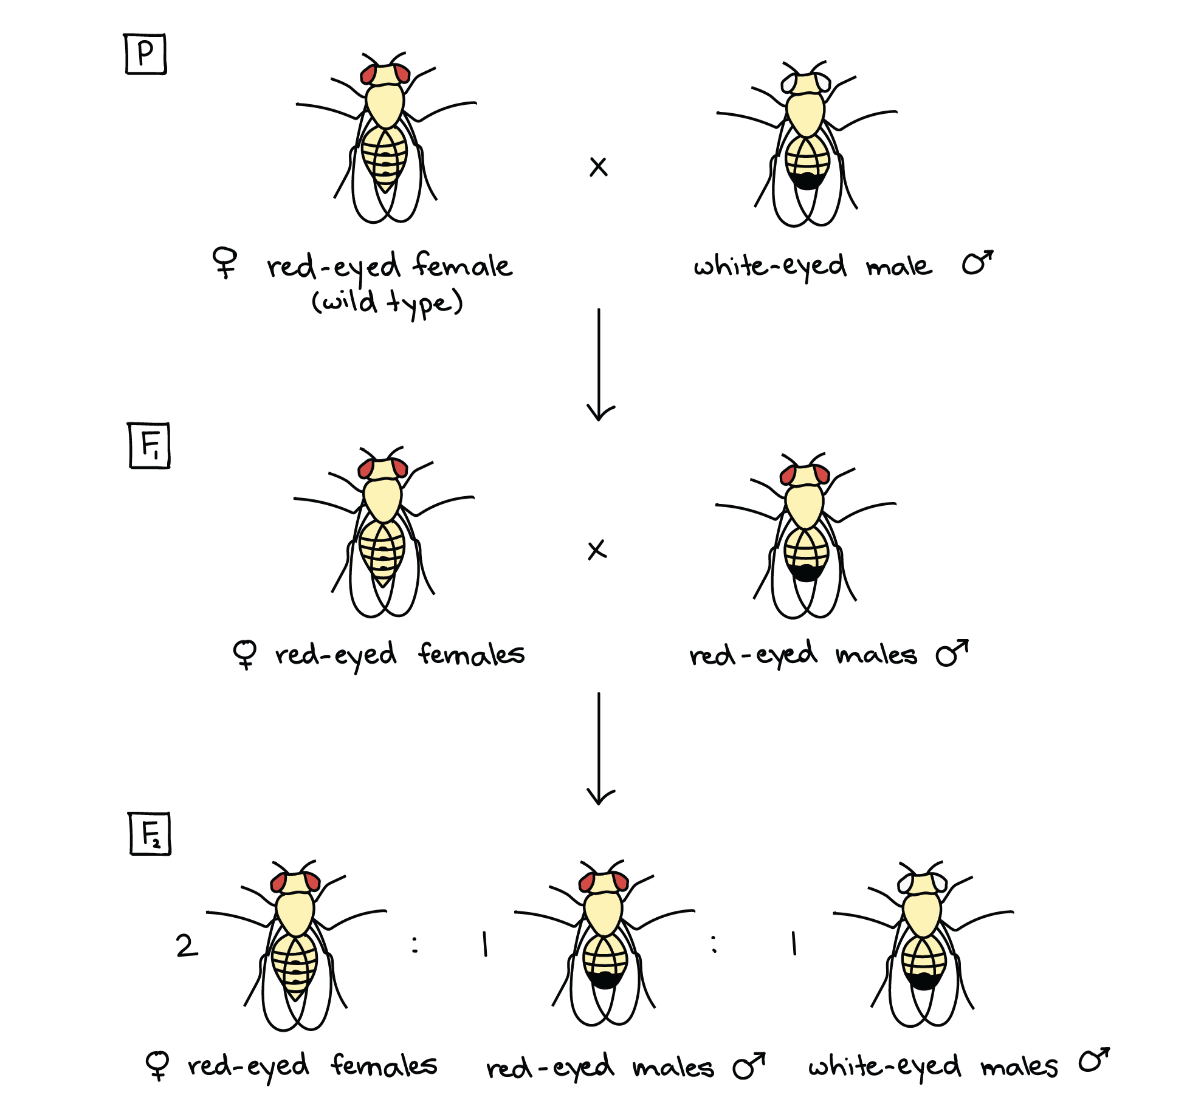 P
x
♀ red-eyed female
(wild type)
white-eyed male ♂
F₁
x
♀ red-eyed females
red-eyed males ♂
F₂
2 : 1 : 1
♀ red-eyed females
red-eyed males ♂
white-eyed males ♂